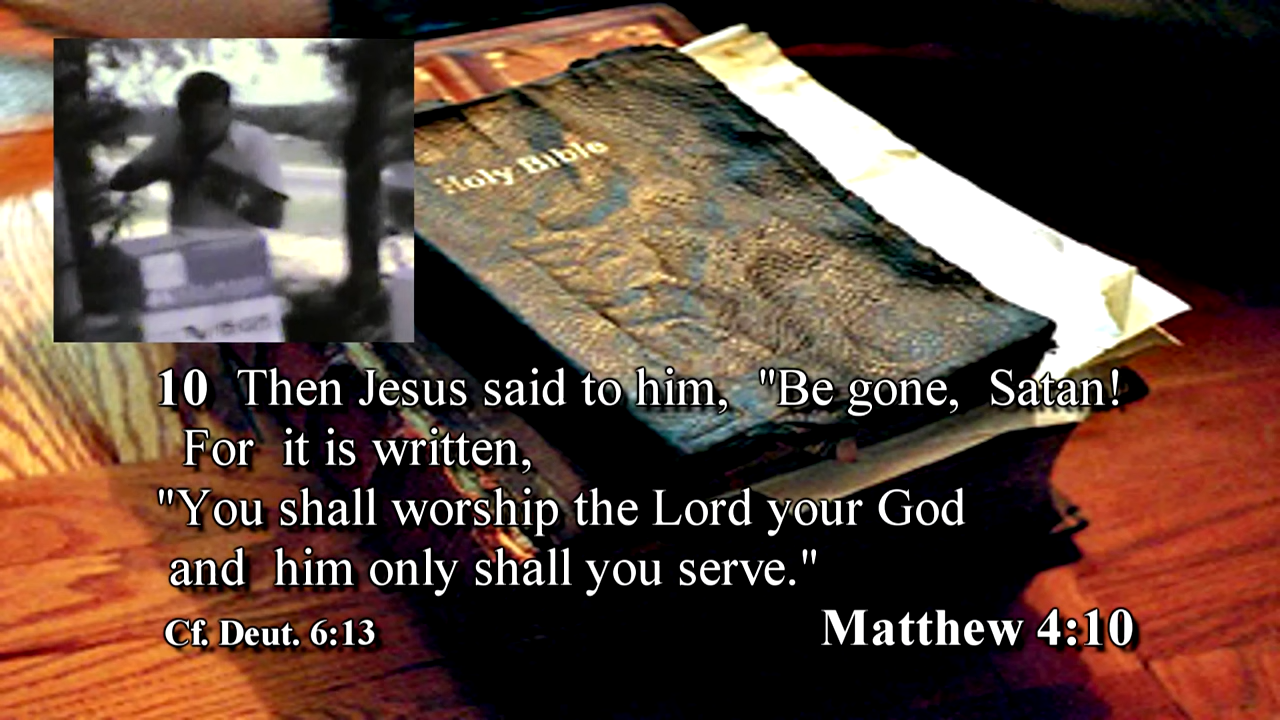 Holy Bible
10 Then Jesus said to him, "Be gone, Satan!
For it is written,
"You shall worship the Lord your God
and him only shall you serve."
Cf. Deut. 6:13
Matthew 4:10